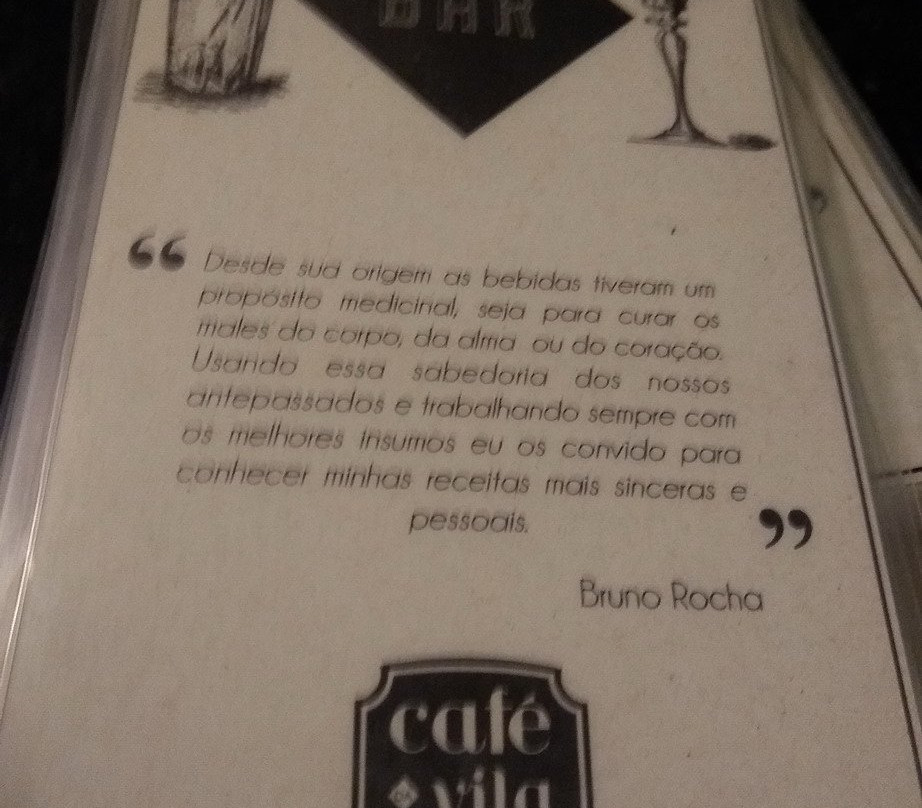 BAR
“ Desde sua origem as bebidas tiveram um
propósito medicinal, seja para curar os
males do corpo, da alma ou do coração.
Usando essa sabedoria dos nossos
antepassados e trabalhando sempre com
os melhores insumos eu os convido para
conhecer minhas receitas mais sinceras e
pessoais. ”
Bruno Rocha
café
DA vila